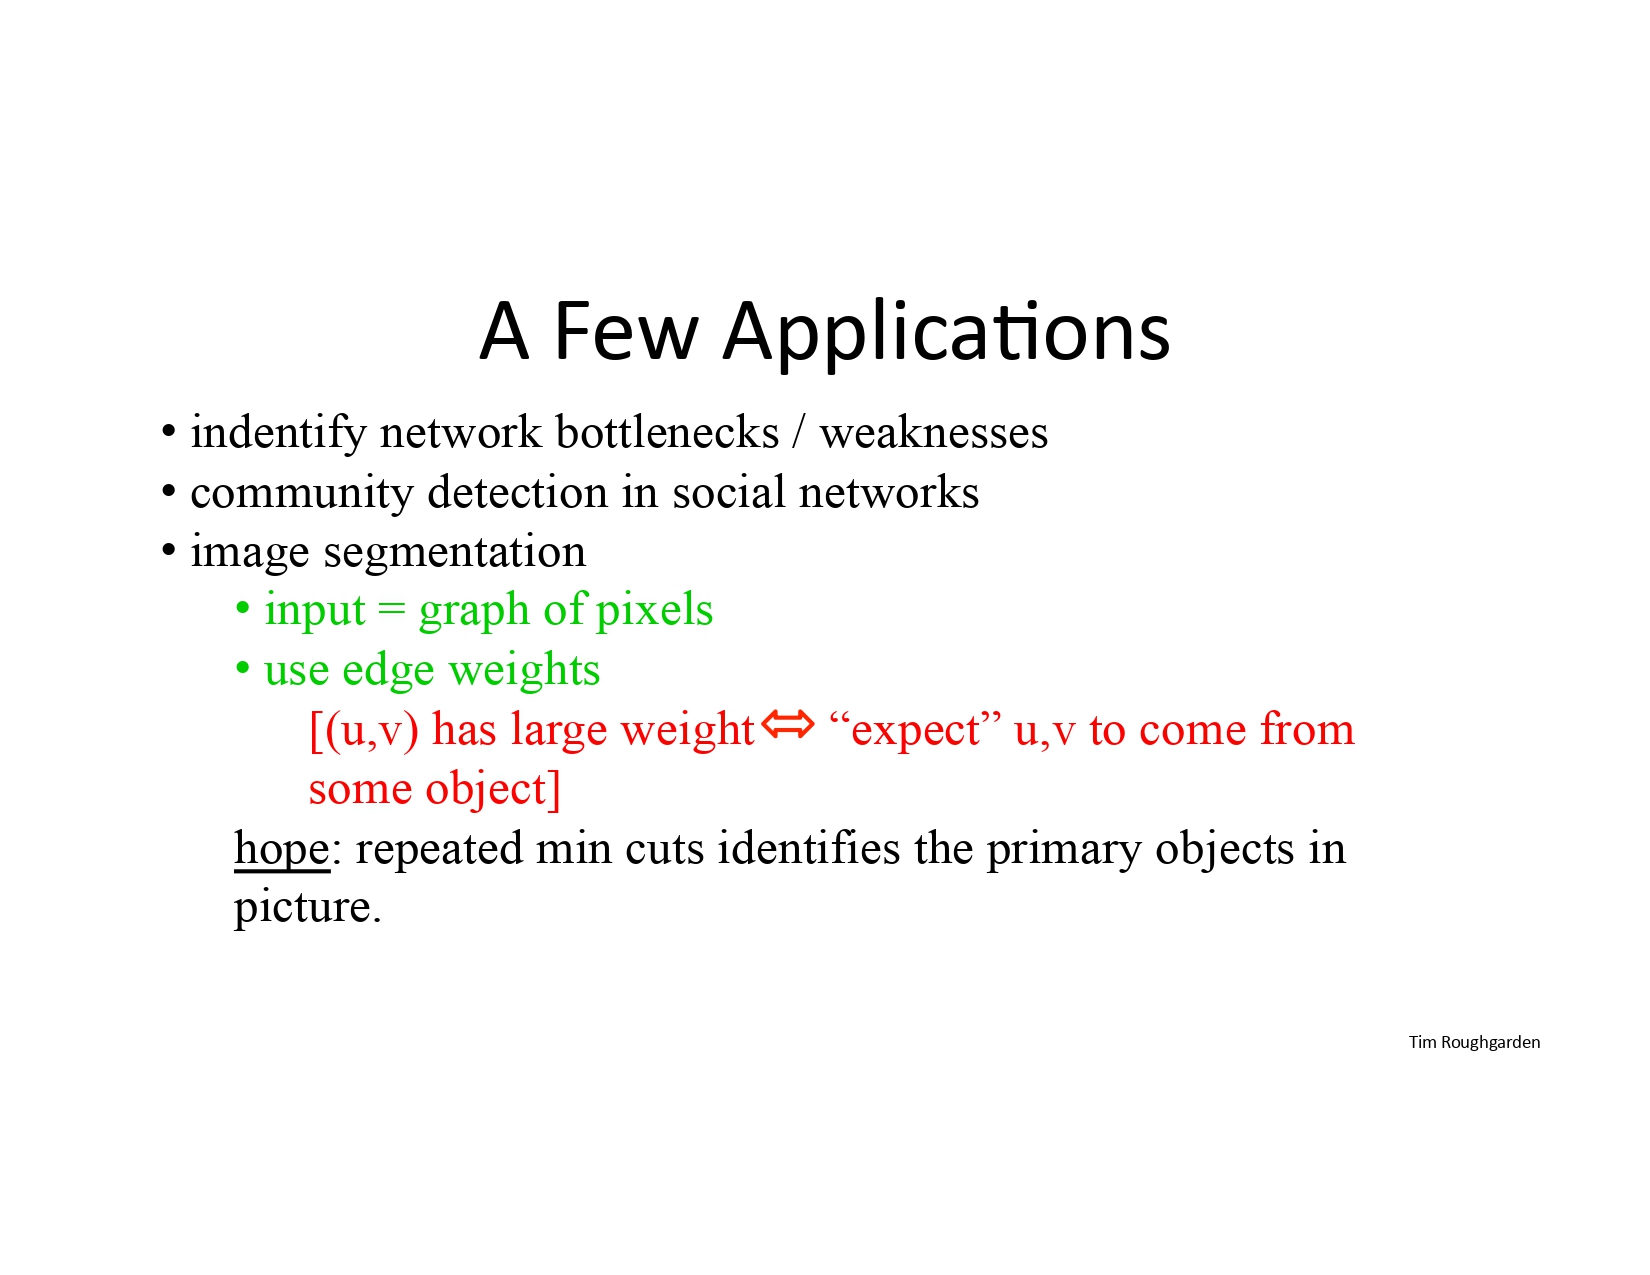 A Few Applications
• indentify network bottlenecks / weaknesses
• community detection in social networks
• image segmentation
• input = graph of pixels
• use edge weights
[(u,v) has large weight⇔ “expect” u,v to come from
some object]
hope: repeated min cuts identifies the primary objects in
picture.
Tim Roughgarden